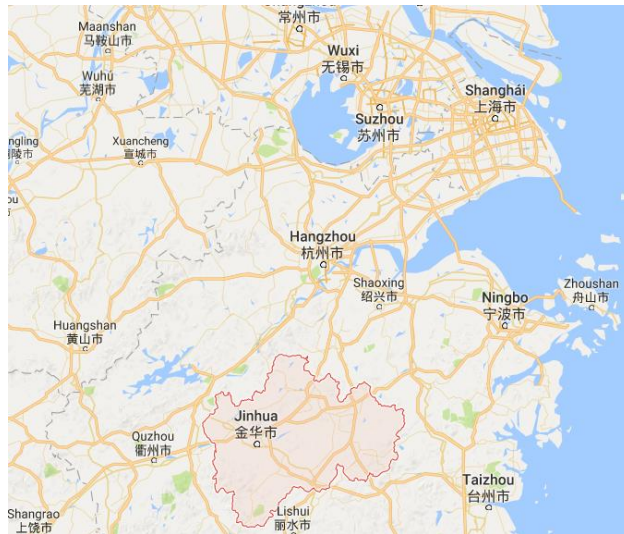 Maanshan
马鞍山市
常州市
Wuxi
无锡市
Wuhu
芜湖市
Suzhou
苏州市
Shanghái
上海市
Xuancheng
宣城市
Hangzhou
杭州市
Shaoxing
绍兴市
Ningbo
宁波市
Zhoushan
舟山市
Huangshan
黄山市
Jinhua
金华市
Quzhou
衢州市
Taizhou
台州市
Lishui
丽水市
Shangrao
上饶市